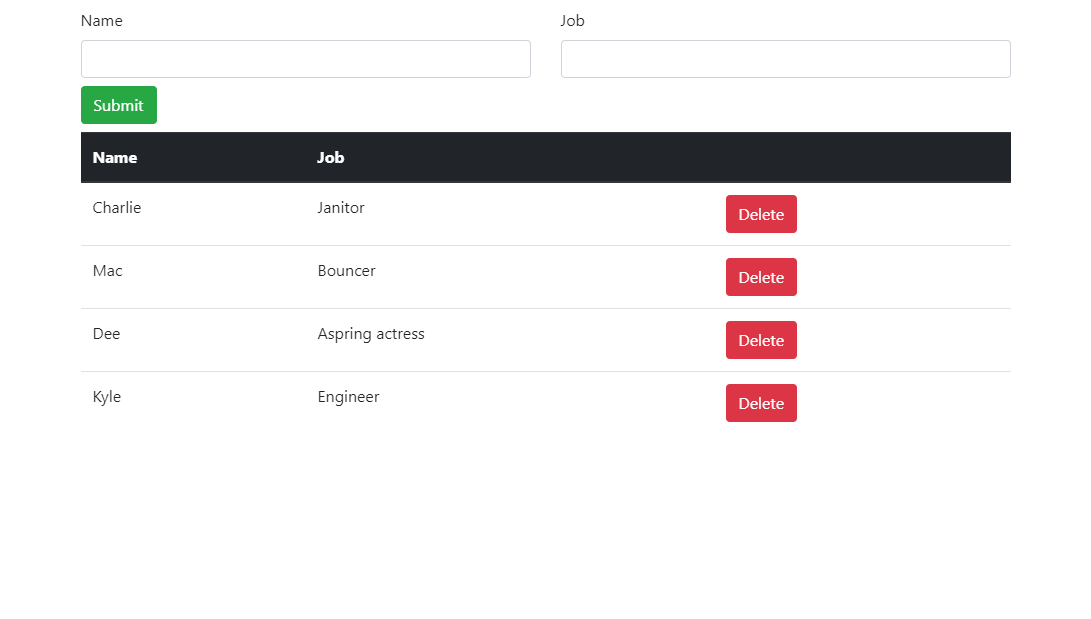 Name Job
Submit
Name Job
Charlie Janitor Delete
Mac Bouncer Delete
Dee Aspring actress Delete
Kyle Engineer Delete